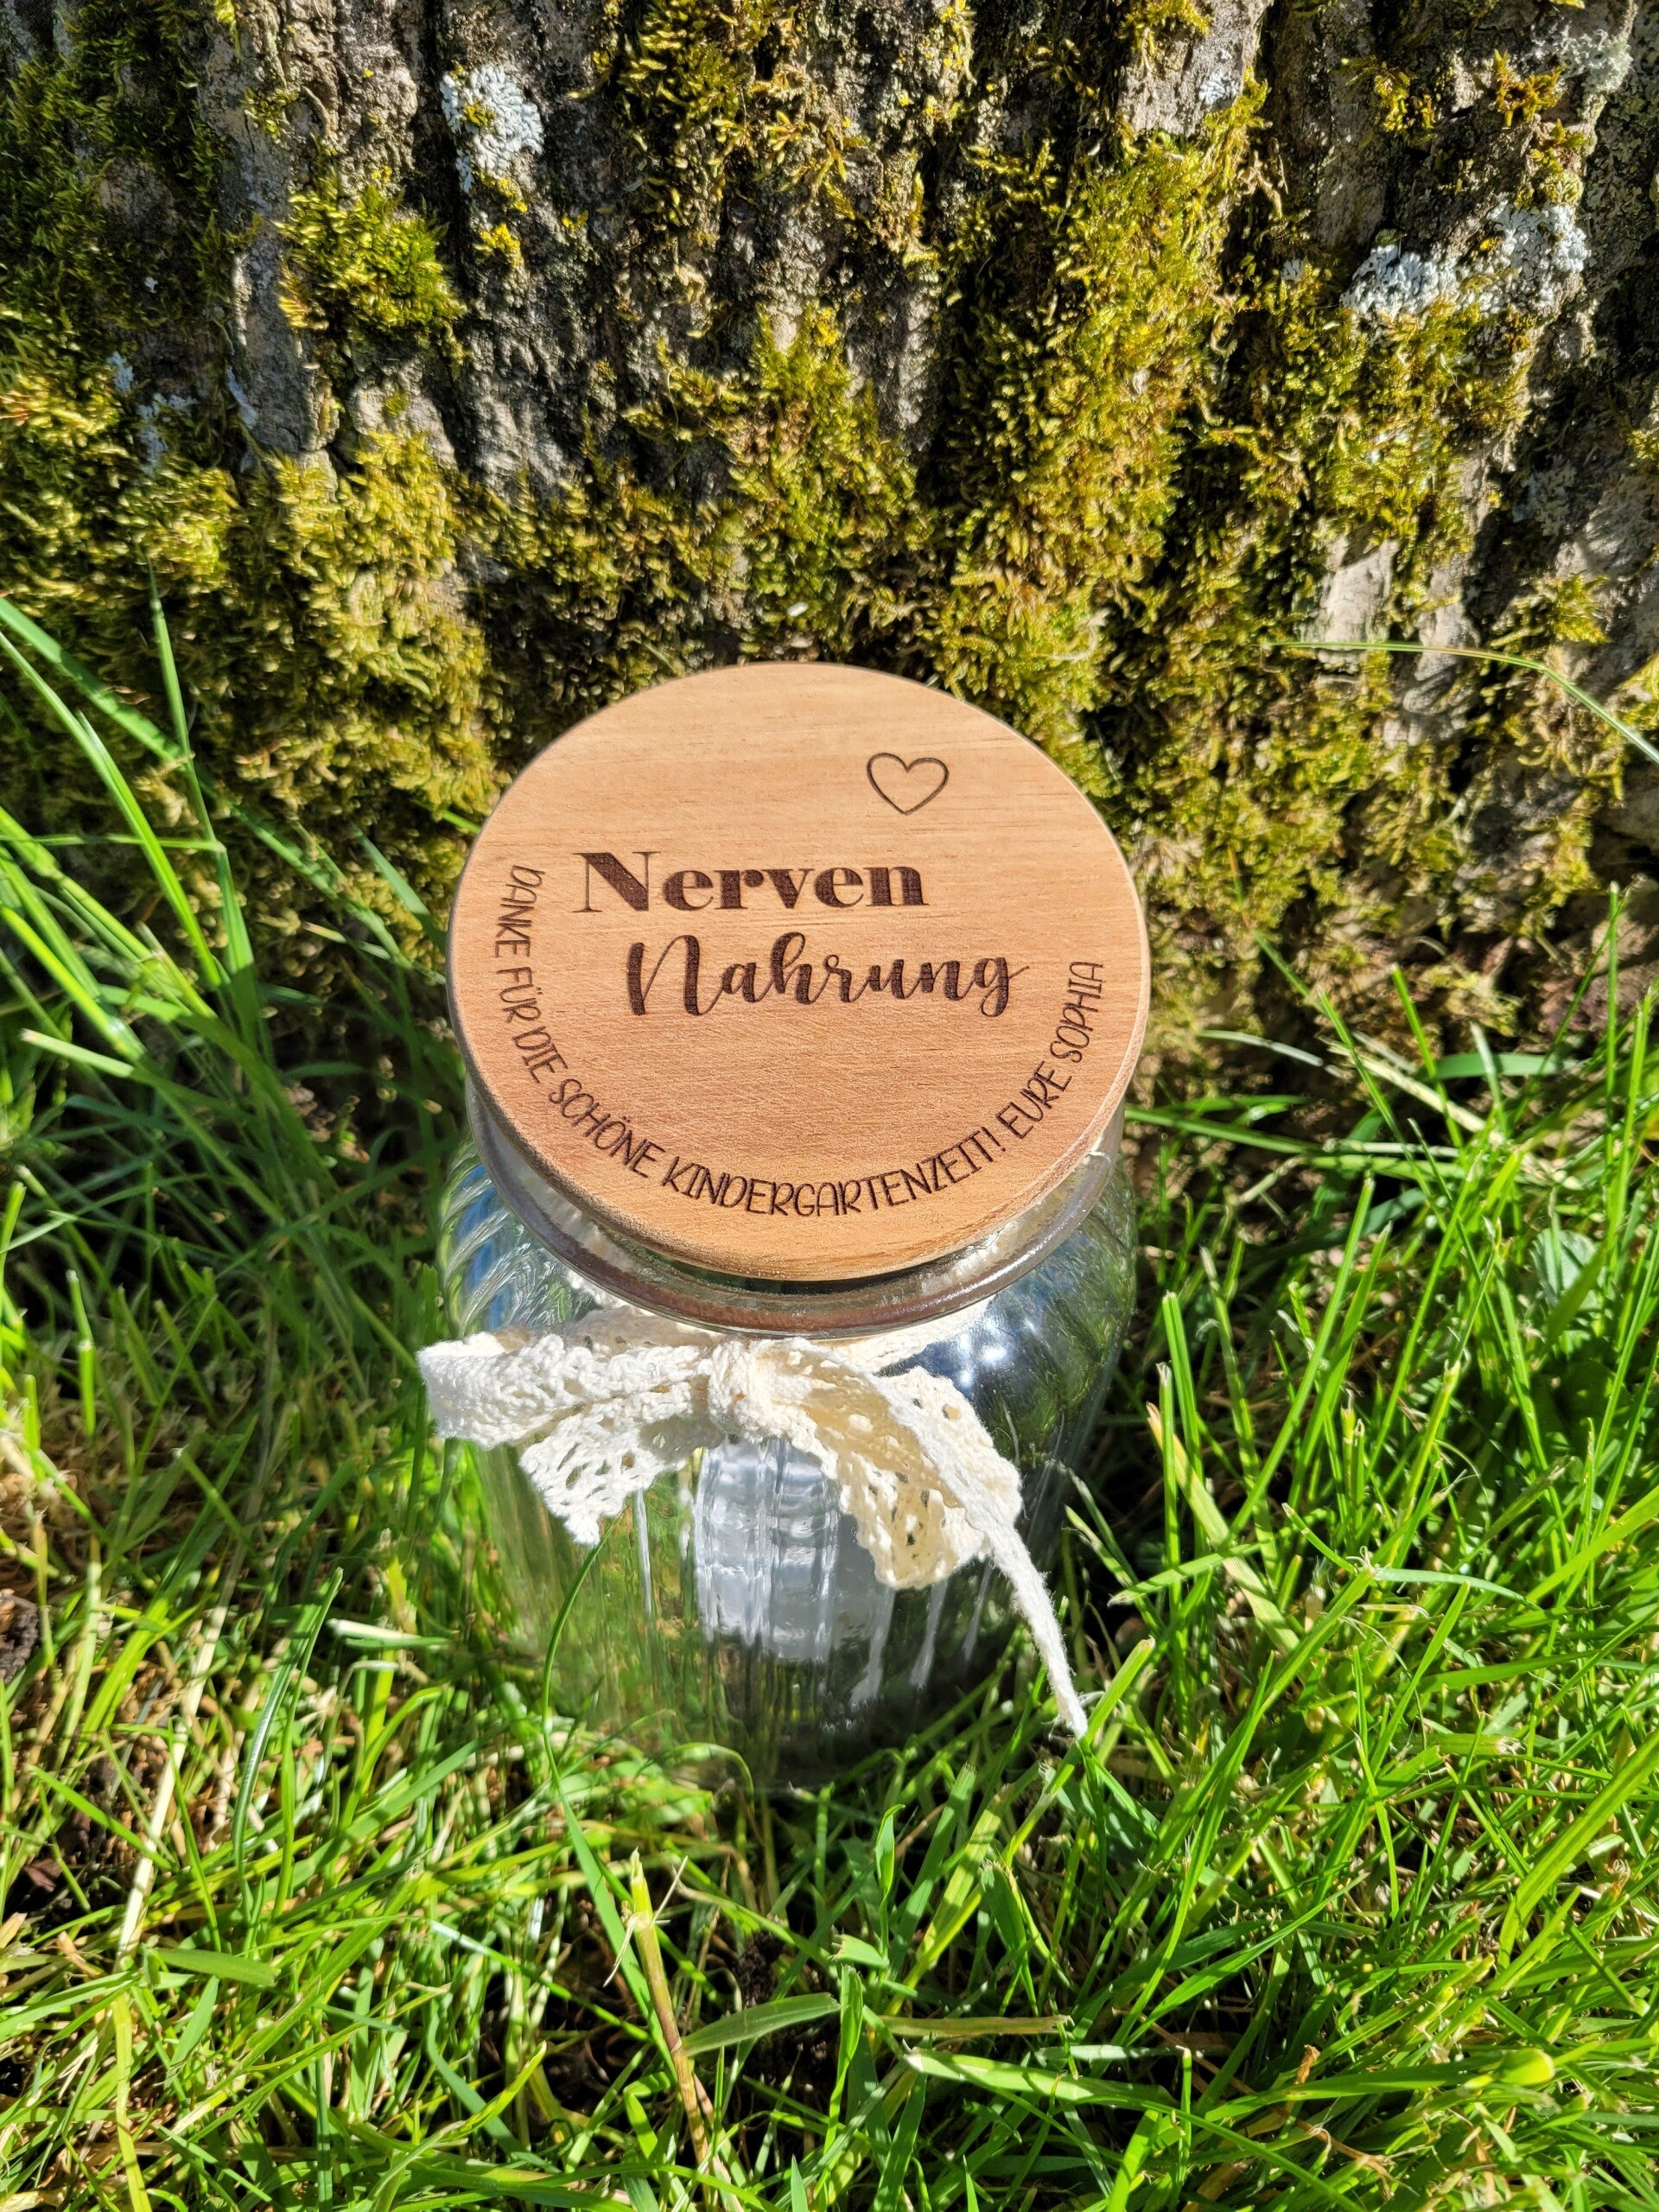 Nerven
Nahrung
DANKE FÜR DIE SCHÖNE KINDERGARTENZEIT! EURE SOPHIA